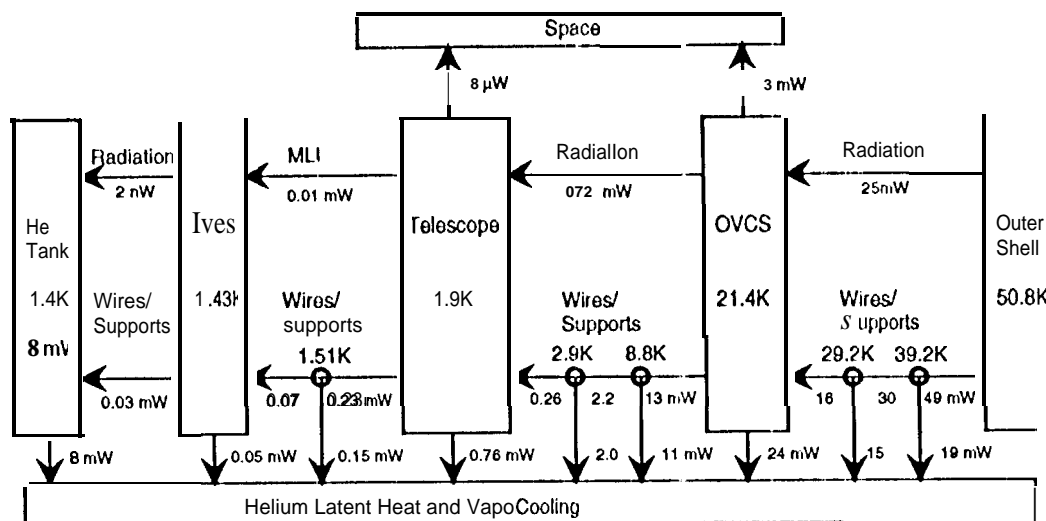 Space
8 µW
3 mW
Radiation
MLI
Radiallon
Radiation
2 nW
0.01 mW
072 mW
25mW
He
Tank
Ives
Telescope
OVCS
Outer
Shell
1.4K
1.43K
1.9K
21.4K
50.8K
Wires/
Supports
Wires/
supports
Wires/
Supports
Wires/
s upports
8 mW
1.51K
2.9K
8.8K
29.2K
39.2K
0.03 mW
0.07
0.26
2.2
13 mW
16
30
49 mW
8 mW
0.05 mW
0.15 mW
0.76 mW
2.0
11 mW
24 mW
15
19 mW
Helium Latent Heat and VapoCooling